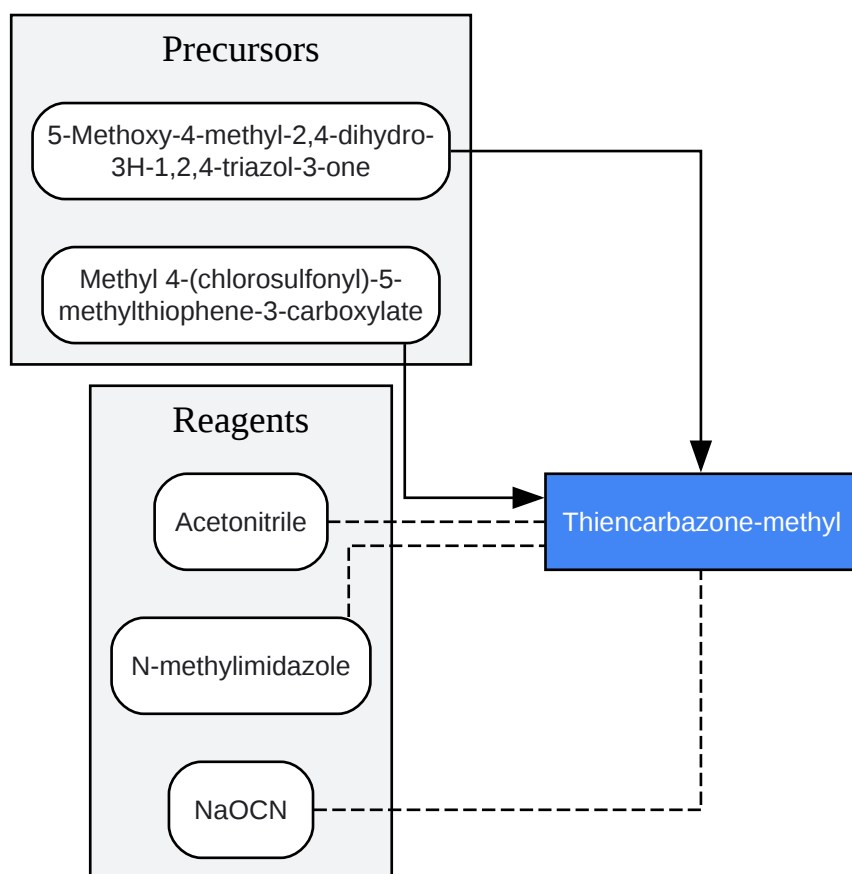 Precursors
5-Methoxy-4-methyl-2,4-dihydro-
3H-1,2,4-triazol-3-one
Methyl 4-(chlorosulfonyl)-5-
methylthiophene-3-carboxylate
Reagents
Acetonitrile
Thiencarbazone-methyl
N-methylimidazole
NaOCN